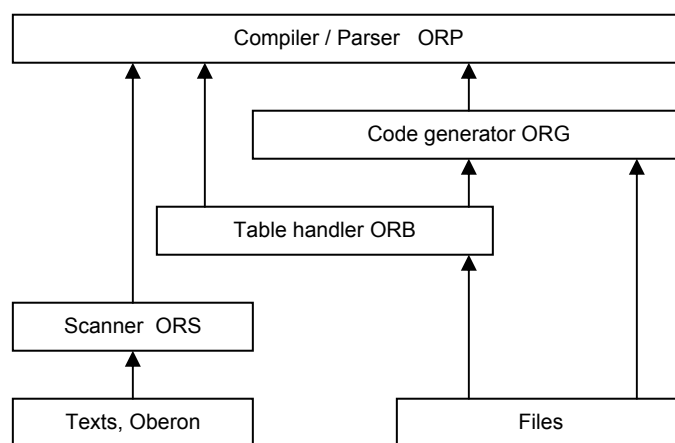 Compiler / Parser ORP
Code generator ORG
Table handler ORB
Scanner ORS
Texts, Oberon
Files